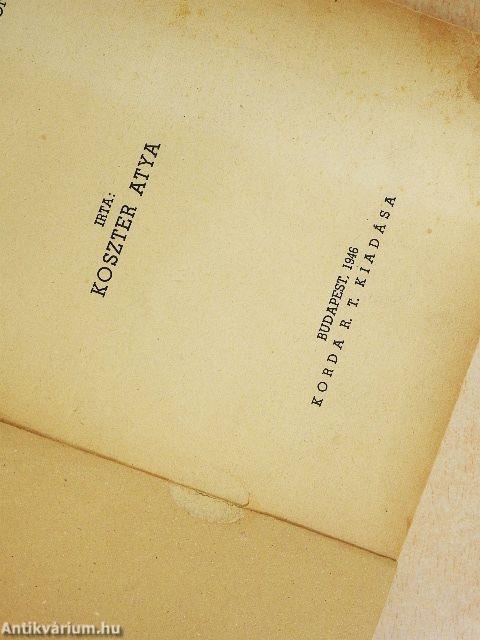 IRTA:
KOSZTER ATYA
BUDAPEST, 1946
KORDA R. T. KIADÁSA
Antikvárium.hu